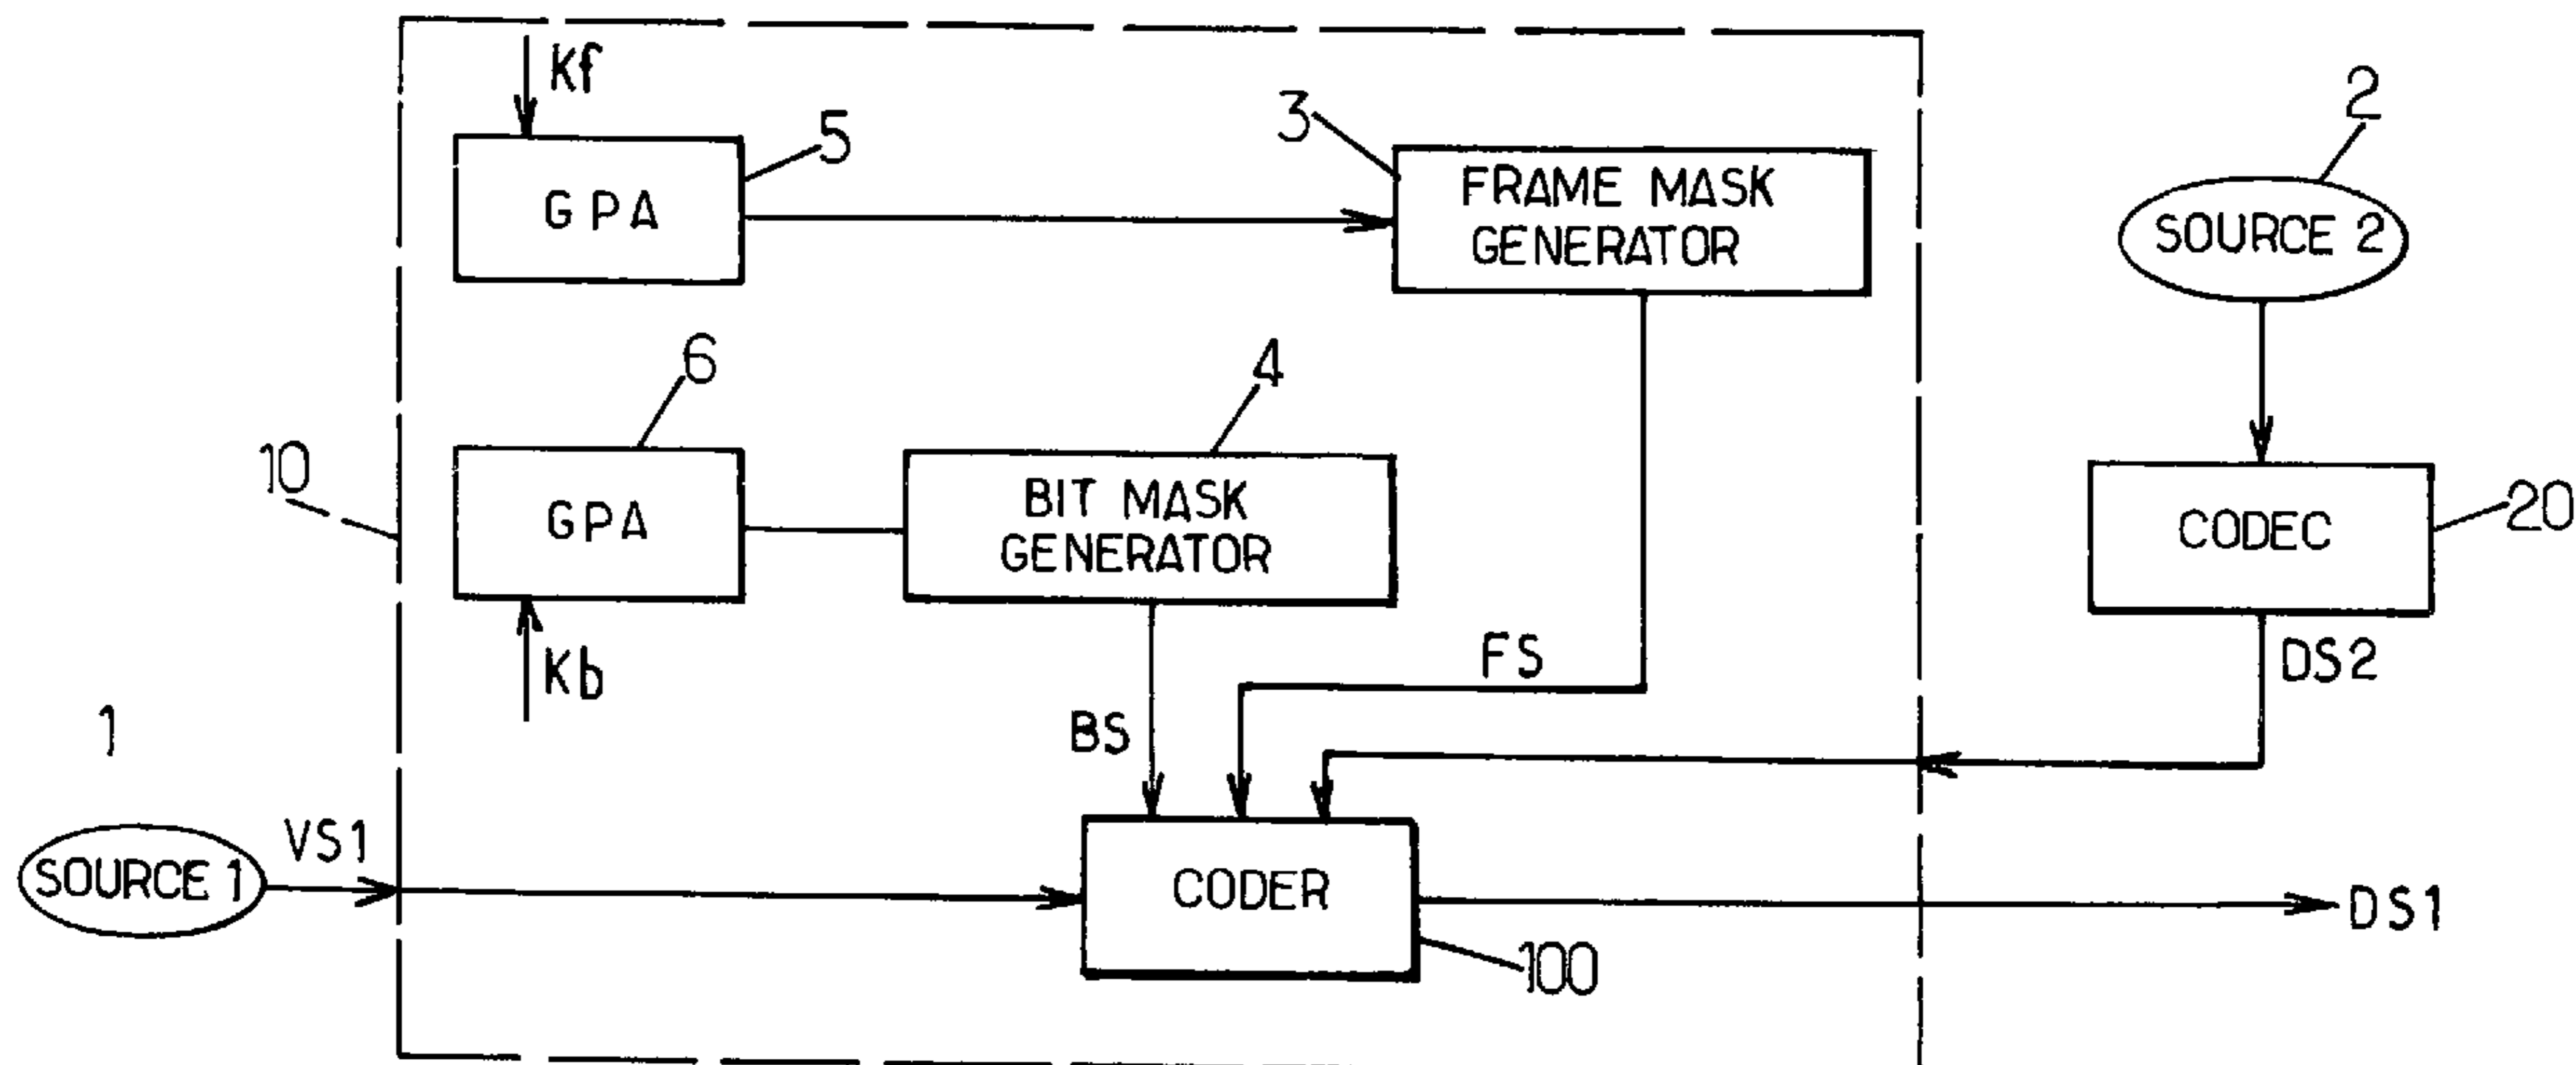 Kf
5
GPA
3
FRAME MASK
GENERATOR
2
SOURCE 2
6
4
10
GPA
BIT MASK
GENERATOR
CODEC
20
Kb
FS
DS2
1
BS
VS1
SOURCE 1
CODER
DS1
100